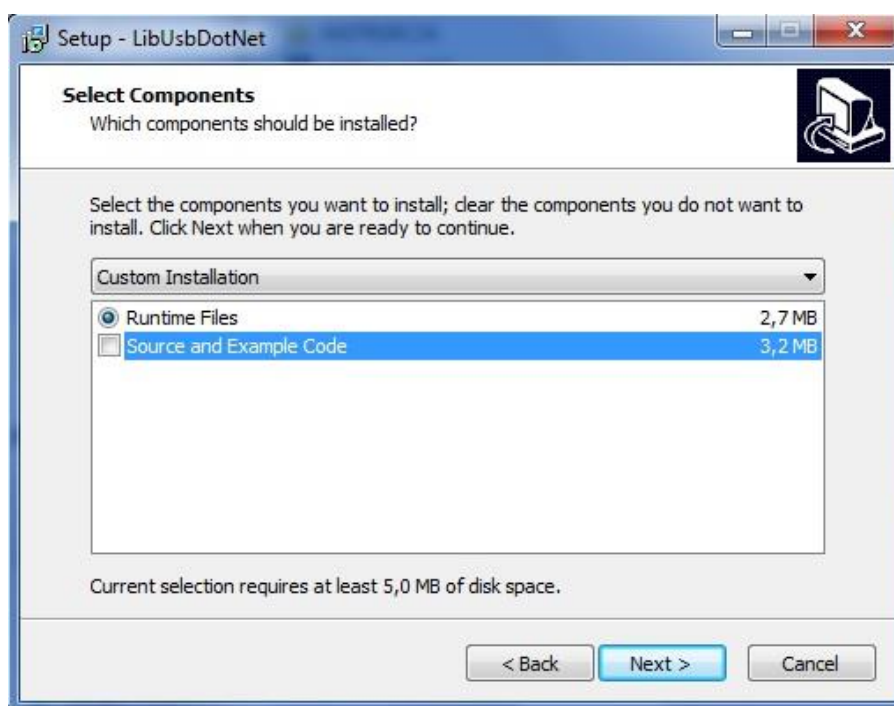 Setup - LibUsbDotNet
Select Components
Which components should be installed?
Select the components you want to install; clear the components you do not want to
install. Click Next when you are ready to continue.
Custom Installation
Runtime Files 2,7 MB
Source and Example Code 3,2 MB
Current selection requires at least 5,0 MB of disk space.
< Back Next > Cancel